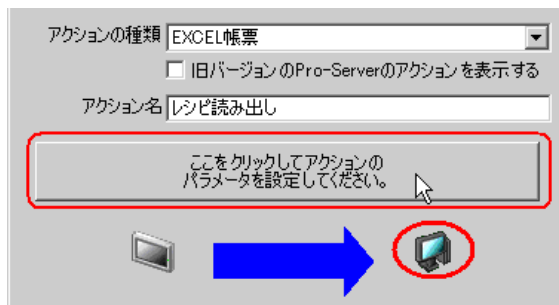 アクションの種類 EXCEL帳票
旧バージョンのPro-Serverのアクションを表示する
アクション名 レシピ読み出し
ここをクリックしてアクションの
パラメータを設定してください。